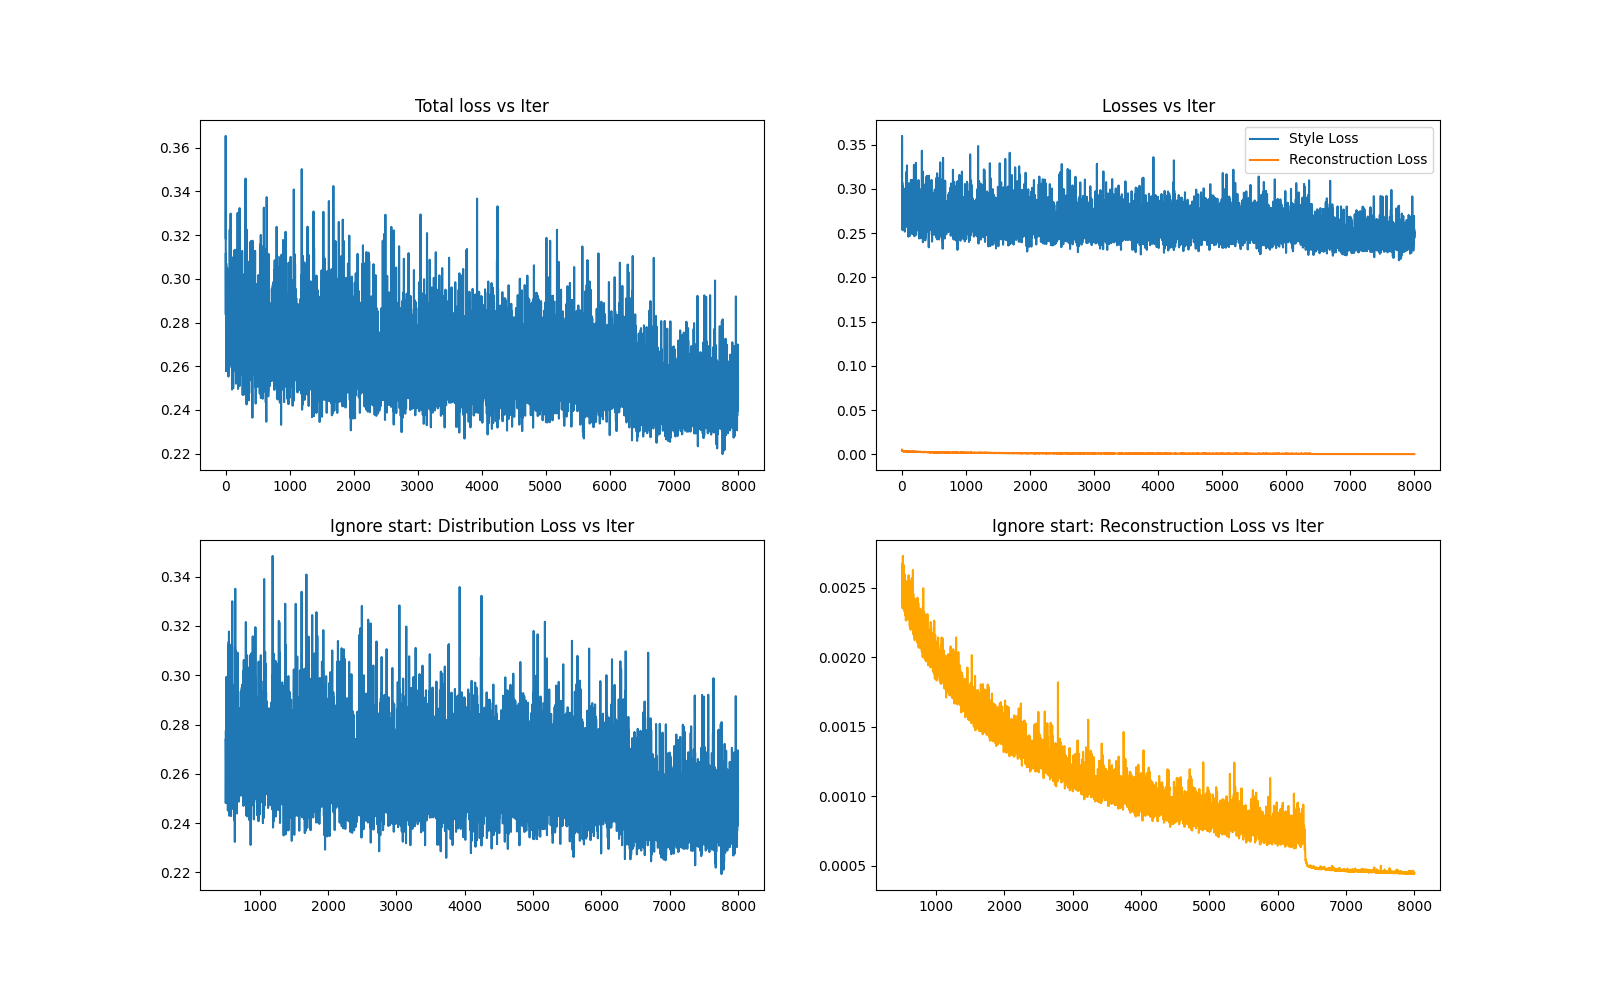 Total loss vs Iter
0.36
0.34
0.32
0.30
0.28
0.26
0.24
0.22
0 1000 2000 3000 4000 5000 6000 7000 8000
Losses vs Iter
Style Loss
Reconstruction Loss
0.35
0.30
0.25
0.20
0.15
0.10
0.05
0.00
0 1000 2000 3000 4000 5000 6000 7000 8000
Ignore start: Distribution Loss vs Iter
0.34
0.32
0.30
0.28
0.26
0.24
0.22
1000 2000 3000 4000 5000 6000 7000 8000
Ignore start: Reconstruction Loss vs Iter
0.0025
0.0020
0.0015
0.0010
0.0005
1000 2000 3000 4000 5000 6000 7000 8000